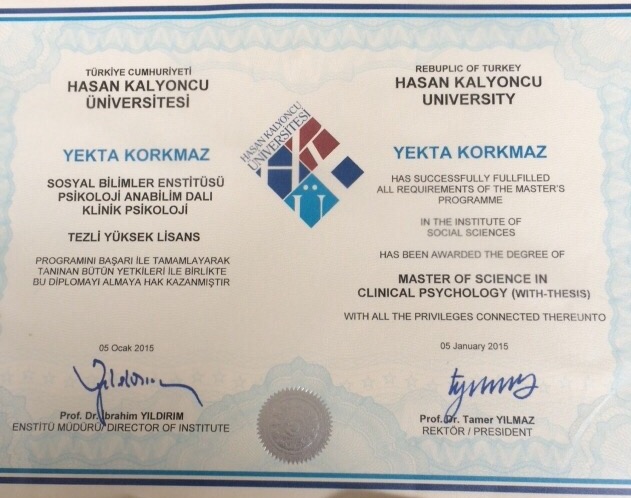 TÜRKİYE CUMHURİYETİ
HASAN KALYONCU
ÜNİVERSİTESİ
YEKTA KORKMAZ
SOSYAL BİLİMLER ENSTİTÜSÜ
PSİKOLOJİ ANABİLİM DALI
KLİNİK PSİKOLOJİ
TEZLİ YÜKSEK LİSANS
PROGRAMINI BAŞARI İLE TAMAMLAYARAK
TANINAN BÜTÜN YETKİLERİ İLE BİRLİKTE
BU DİPLOMAYI ALMAYA HAK KAZANMIŞTIR
05 Ocak 2015
Prof. Dr. İbrahim YILDIRIM
ENSTİTÜ MÜDÜRÜ/ DIRECTOR OF INSTITUTE
HASAN KALYONCU
ÜNİVERSİTESİ
REBUPLIC OF TURKEY
HASAN KALYONCU
UNIVERSITY
YEKTA KORKMAZ
HAS SUCCESSFULLY FULLFILLED
ALL REQUIREMENTS OF THE MASTER'S
PROGRAMME
IN THE INSTITUTE OF
SOCIAL SCIENCES
HAS BEEN AWARDED THE DEGREE OF
MASTER OF SCIENCE IN
CLINICAL PSYCHOLOGY (WITH-THESIS)
WITH ALL THE PRIVILEGES CONNECTED THEREUNTO
05 January 2015
Prof. Dr. Tamer YILMAZ
REKTÖR / PRESIDENT